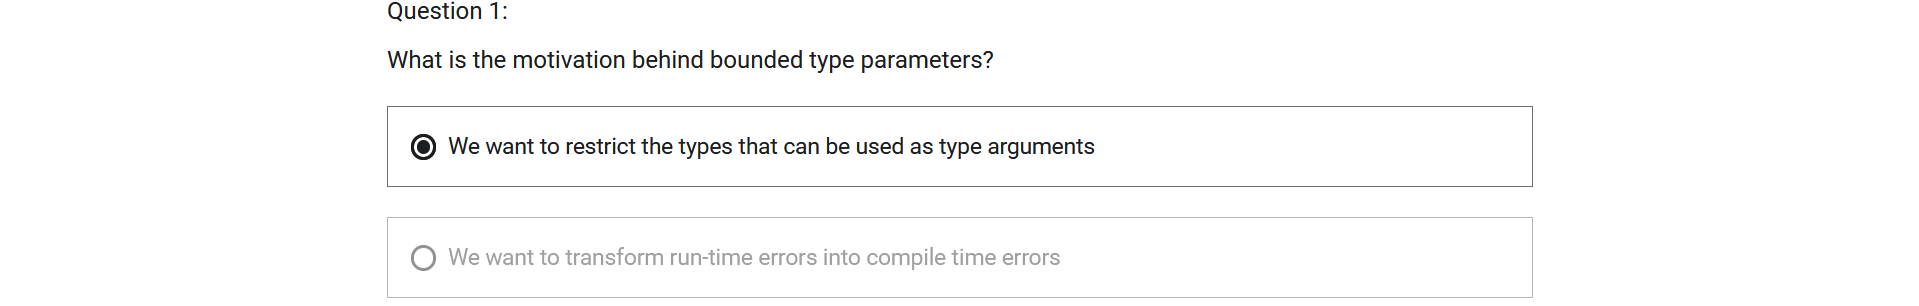 Question 1:
What is the motivation behind bounded type parameters?
We want to restrict the types that can be used as type arguments
We want to transform run-time errors into compile time errors